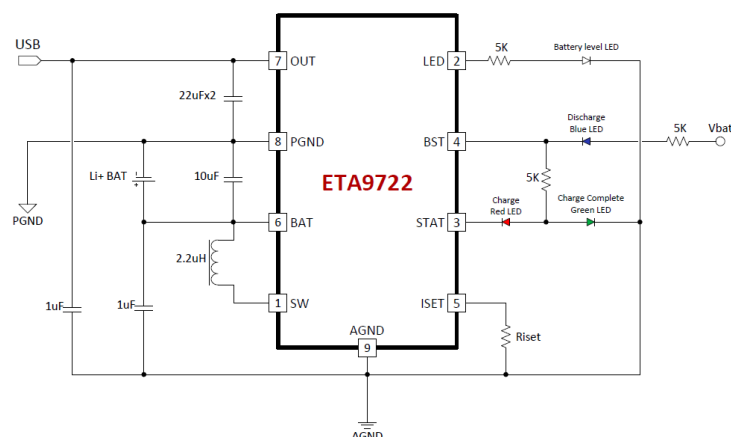 USB
7 OUT
LED 2
5K
Battery level LED
22uFx2
8 PGND
BST 4
Discharge
Blue LED
5K
Vbat
Li+ BAT
10uF
ETA9722
5K
PGND
6 BAT
STAT 3
Charge
Red LED
Charge Complete
Green LED
2.2uH
1uF
1uF
1 SW
ISET 5
AGND
9
Riset
AGND